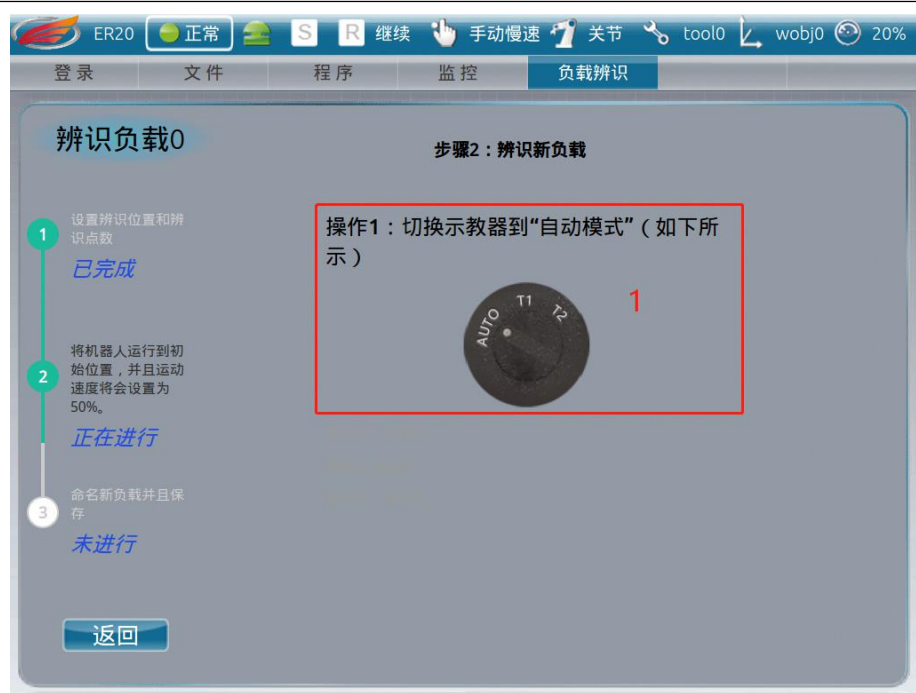 ER20 正常 S R 继续 手动慢速 关节 tool0 wobj0 20%
登录 文件 程序 监控 负载辨识
辨识负载0
步骤2：辨识新负载
1
设置辨识位置和辨
识点数
已完成
操作1：切换示教器到“自动模式”（如下所
示）
AUTO T1 T2
1
2
将机器人运行到初
始位置，并且运动
速度将会设置为
50%。
正在进行
3
命名新负载并且保
存
未进行
返回